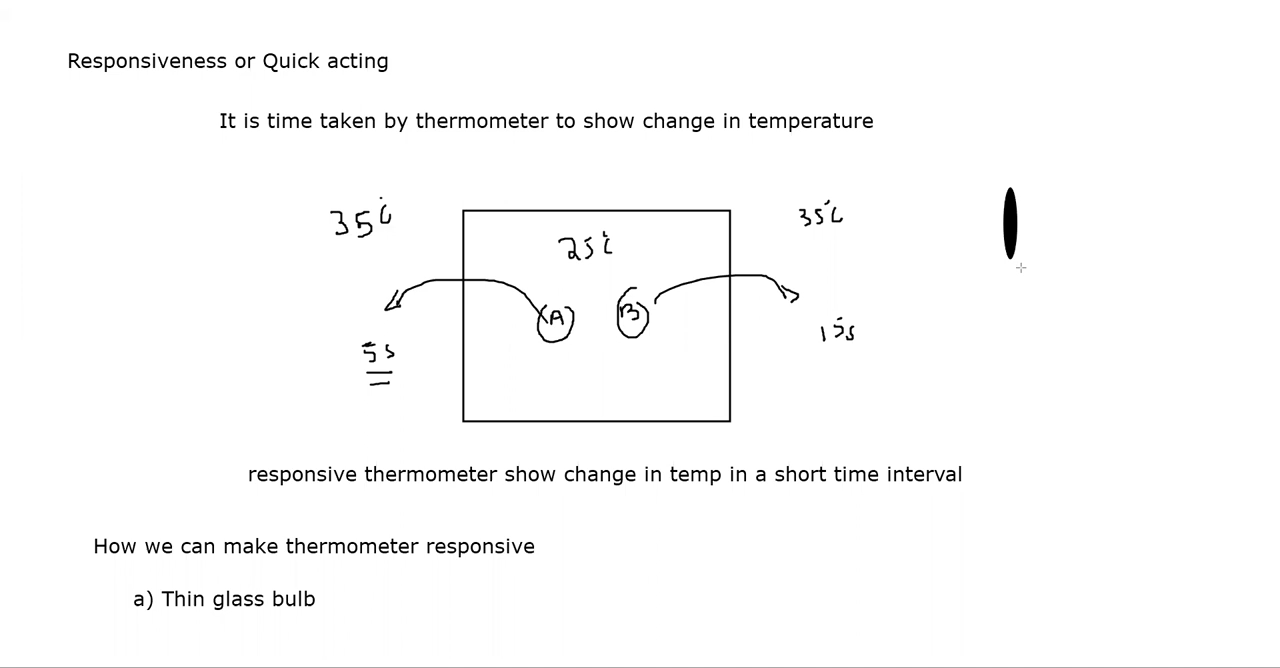 Responsiveness or Quick acting
It is time taken by thermometer to show change in temperature
35°C
25°C
35°C
A
B
5s
15s
responsive thermometer show change in temp in a short time interval
How we can make thermometer responsive
a) Thin glass bulb